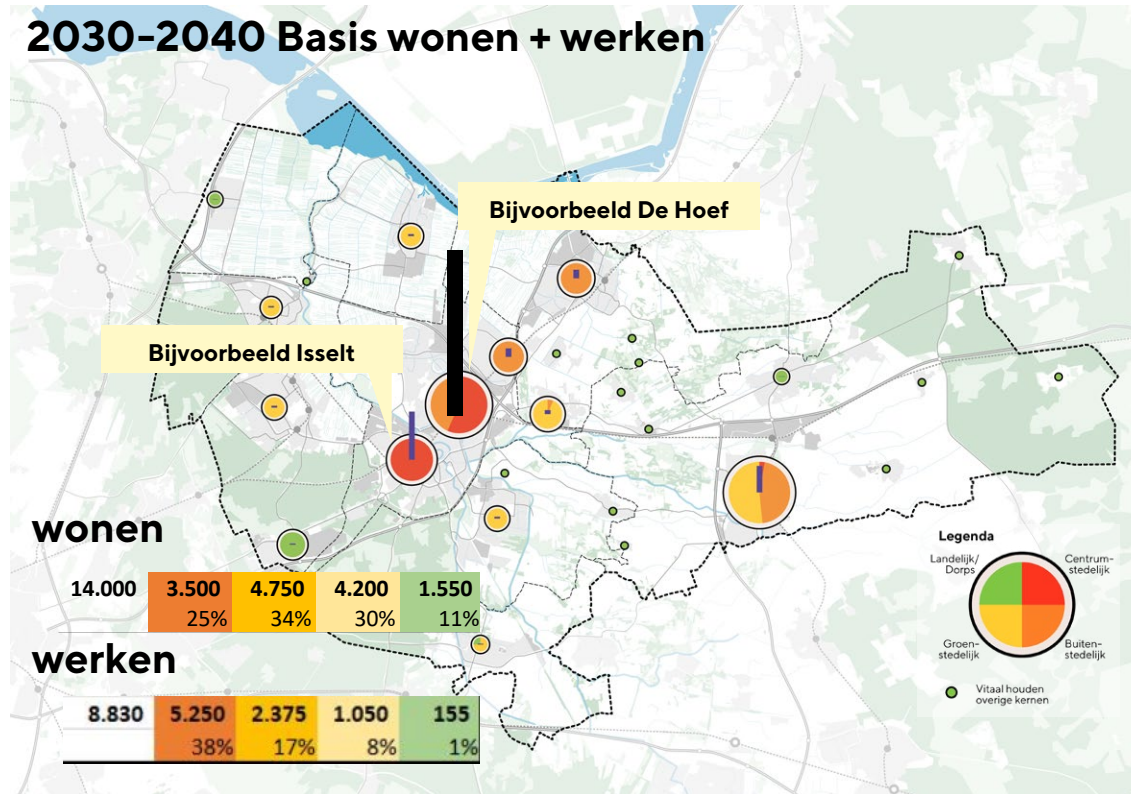 2030-2040 Basis wonen + werken
Bijvoorbeeld De Hoef
Bijvoorbeeld Isselt
wonen
14.000 3.500 4.750 4.200 1.550
25% 34% 30% 11%
werken
8.830 5.250 2.375 1.050 155
38% 17% 8% 1%
Legenda
Landelijk/
Dorps
Centrum-
stedelijk
Groen-
stedelijk
Buiten-
stedelijk
Vitaal houden
overige kernen